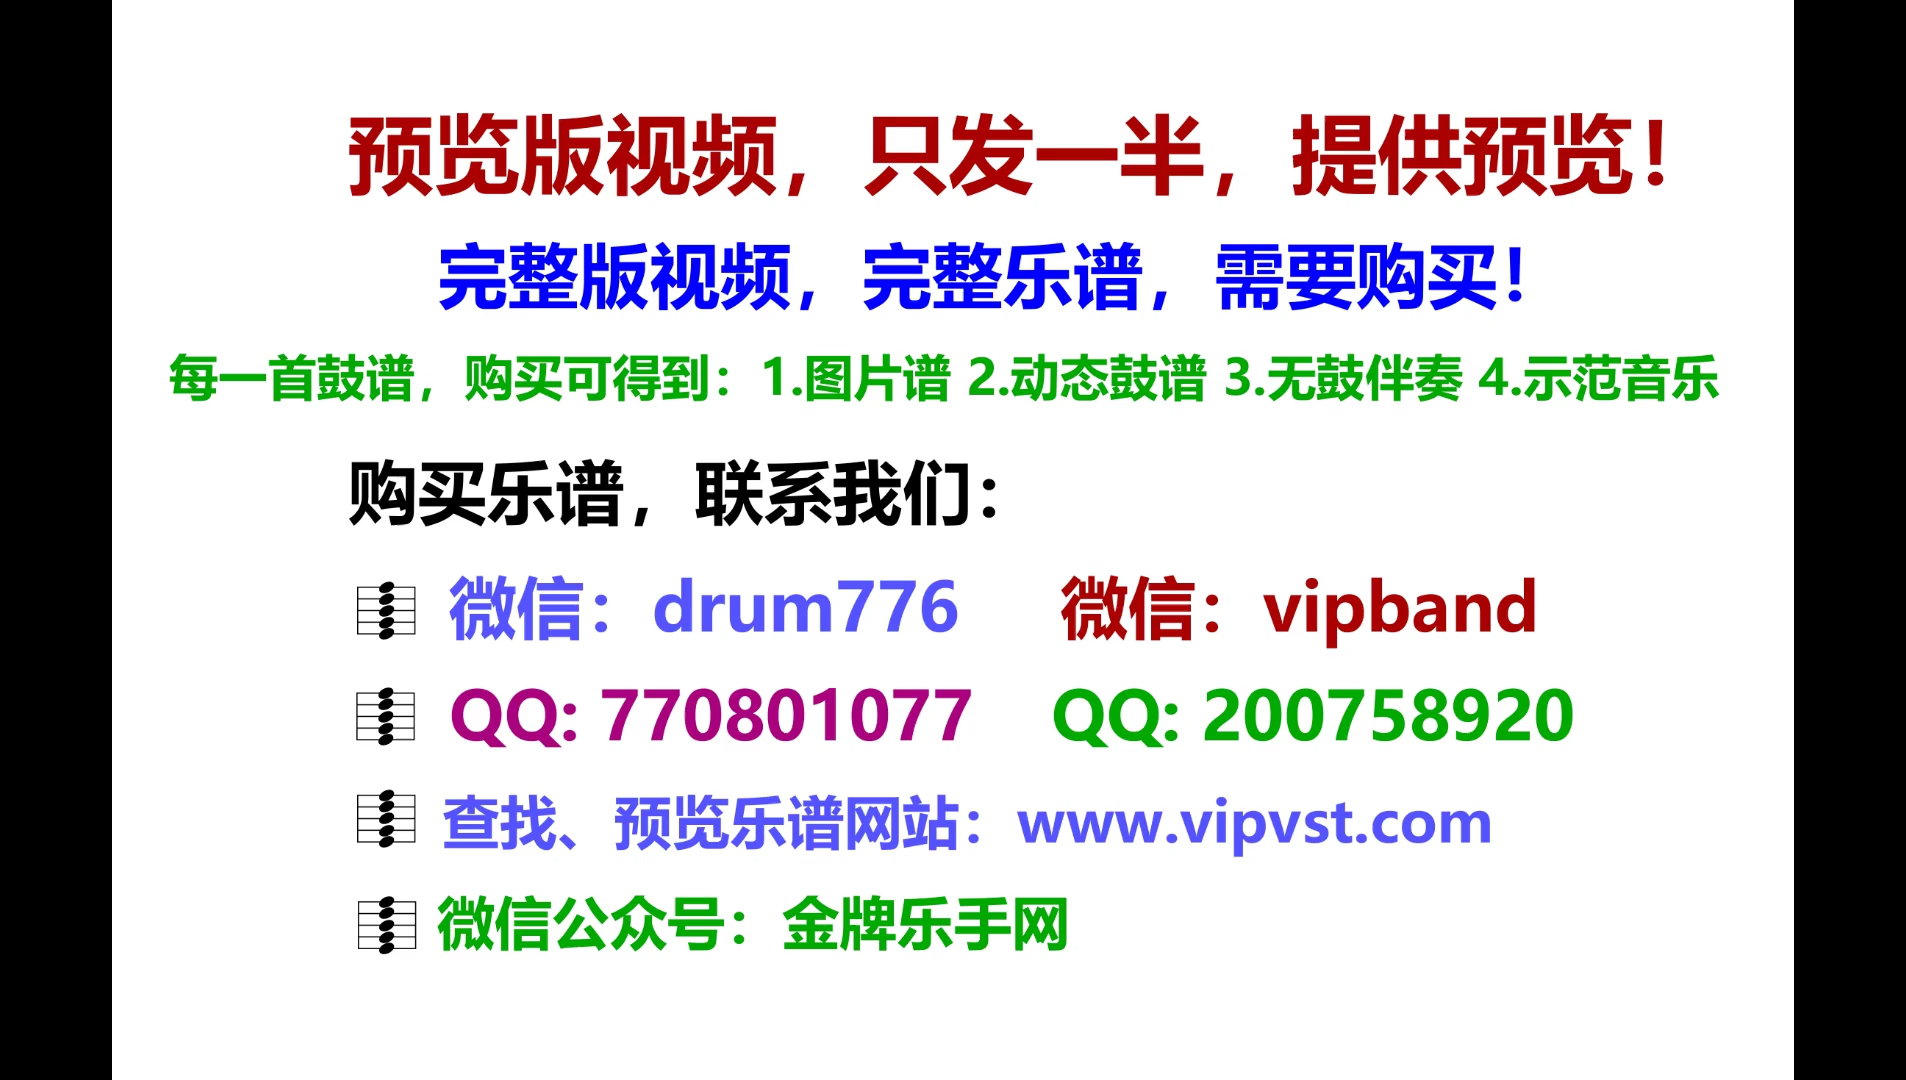 预览版视频，只发一半，提供预览！
完整版视频，完整乐谱，需要购买！
每一首鼓谱，购买可得到：1.图片谱 2.动态鼓谱 3.无鼓伴奏 4.示范音乐
购买乐谱，联系我们：
微信：drum776 微信：vipband
QQ: 770801077 QQ: 200758920
查找、预览乐谱网站：www.vipvst.com
微信公众号：金牌乐手网